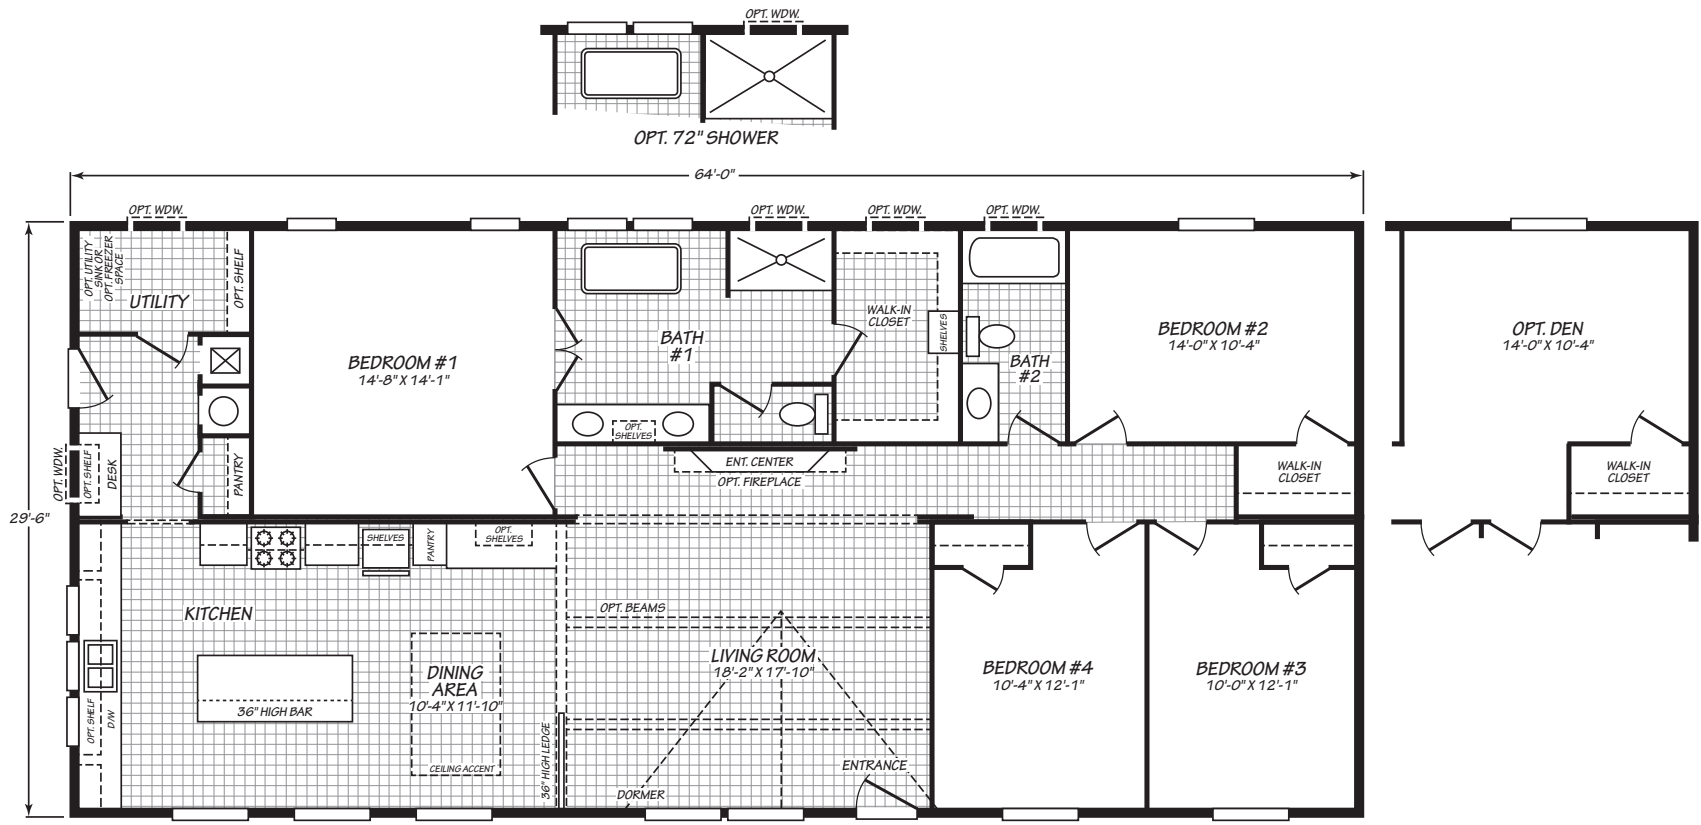 OPT. WDW.
OPT. 72" SHOWER
64'-0"
OPT. WDW.
OPT. WDW.
OPT. WDW.
OPT. WDW.
OPT. UTILITY
SINK OR
OPT. FREEZER
SPACE
OPT. SHELF
UTILITY
BEDROOM #1
14'-8" X 14'-1"
BATH
#1
WALK-IN
CLOSET
SHELVES
BATH
#2
BEDROOM #2
14'-0" X 10'-4"
OPT. DEN
14'-0" X 10'-4"
OPT.
SHELVES
OPT. WDW.
OPT. SHELF
DESK
PANTRY
ENT. CENTER
OPT. FIREPLACE
WALK-IN
CLOSET
WALK-IN
CLOSET
29'-6"
SHELVES
PANTRY
OPT.
SHELVES
KITCHEN
OPT. BEAMS
DINING
AREA
10'-4" X 11'-10"
LIVING ROOM
18'-2" X 17'-10"
BEDROOM #4
10'-4" X 12'-1"
BEDROOM #3
10'-0" X 12'-1"
OPT. SHELF
D/W
36" HIGH BAR
CEILING ACCENT
36" HIGH LEDGE
ENTRANCE
DORMER